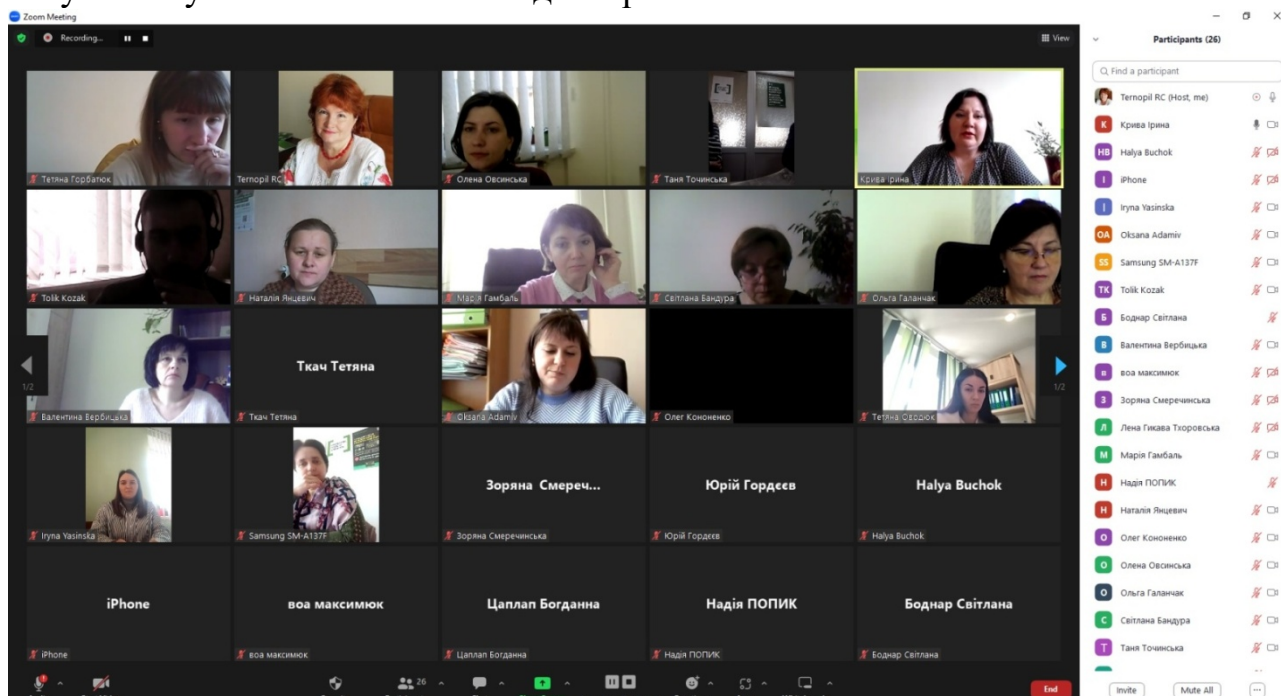 Zoom Meeting
Recording...
View
Тетяна Горбатюк
Ternopil RC
Олена Овсинська
Таня Точинська
Крива Ірина
Tolik Kozak
Наталія Янцевич
Марія Гамбаль
Світлана Бандура
Ольга Галанчак
1/2
Валентина Вербицька
Ткач Тетяна
Ткач Тетяна
Oksana Adamiv
Олег Кононенко
1/2
Iryna Yasinska
Samsung SM-A137F
Зоряна Смереч...
Зоряна Смеречинська
Юрій Гордєєв
Юрій Гордєєв
Halya Buchok
Halya Buchok
iPhone
iPhone
воа максимюк
воа максимюк
Цаплап Богданна
Цаплап Богданна
Надія ПОПИК
Надія ПОПИК
Боднар Світлана
Боднар Світлана
26
End
Participants (26)
Find a participant
Ternopil RC (Host, me)
К Крива Ірина
HB Halya Buchok
I iPhone
I Iryna Yasinska
OA Oksana Adamiv
SS Samsung SM-A137F
TK Tolik Kozak
Б Боднар Світлана
В Валентина Вербицька
в воа максимюк
З Зоряна Смеречинська
Л Лена Гикава Тхоровська
М Марія Гамбаль
Н Надія ПОПИК
Н Наталія Янцевич
О Олег Кононенко
О Олена Овсинська
О Ольга Галанчак
С Світлана Бандура
Т Таня Точинська
Invite
Mute All
...